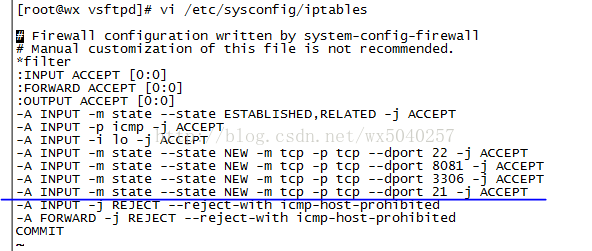 [root@wx vsftpd]# vi /etc/sysconfig/iptables
# Firewall configuration written by system-config-firewall
# Manual customization of this file is not recommended.
*filter
:INPUT ACCEPT [0:0]
:FORWARD ACCEPT [0:0]
:OUTPUT ACCEPT [0:0]
-A INPUT -m state --state ESTABLISHED,RELATED -j ACCEPT
-A INPUT -p icmp -j ACCEPT
-A INPUT -i lo -j ACCEPT
http://blog.csdn.net/wx5040257
-A INPUT -m state --state NEW -m tcp -p tcp --dport 22 -j ACCEPT
-A INPUT -m state --state NEW -m tcp -p tcp --dport 8081 -j ACCEPT
-A INPUT -m state --state NEW -m tcp -p tcp --dport 3306 -j ACCEPT
-A INPUT -m state --state NEW -m tcp -p tcp --dport 21 -j ACCEPT
-A INPUT -j REJECT --reject-with icmp-host-prohibited
-A FORWARD -j REJECT --reject-with icmp-host-prohibited
COMMIT
~